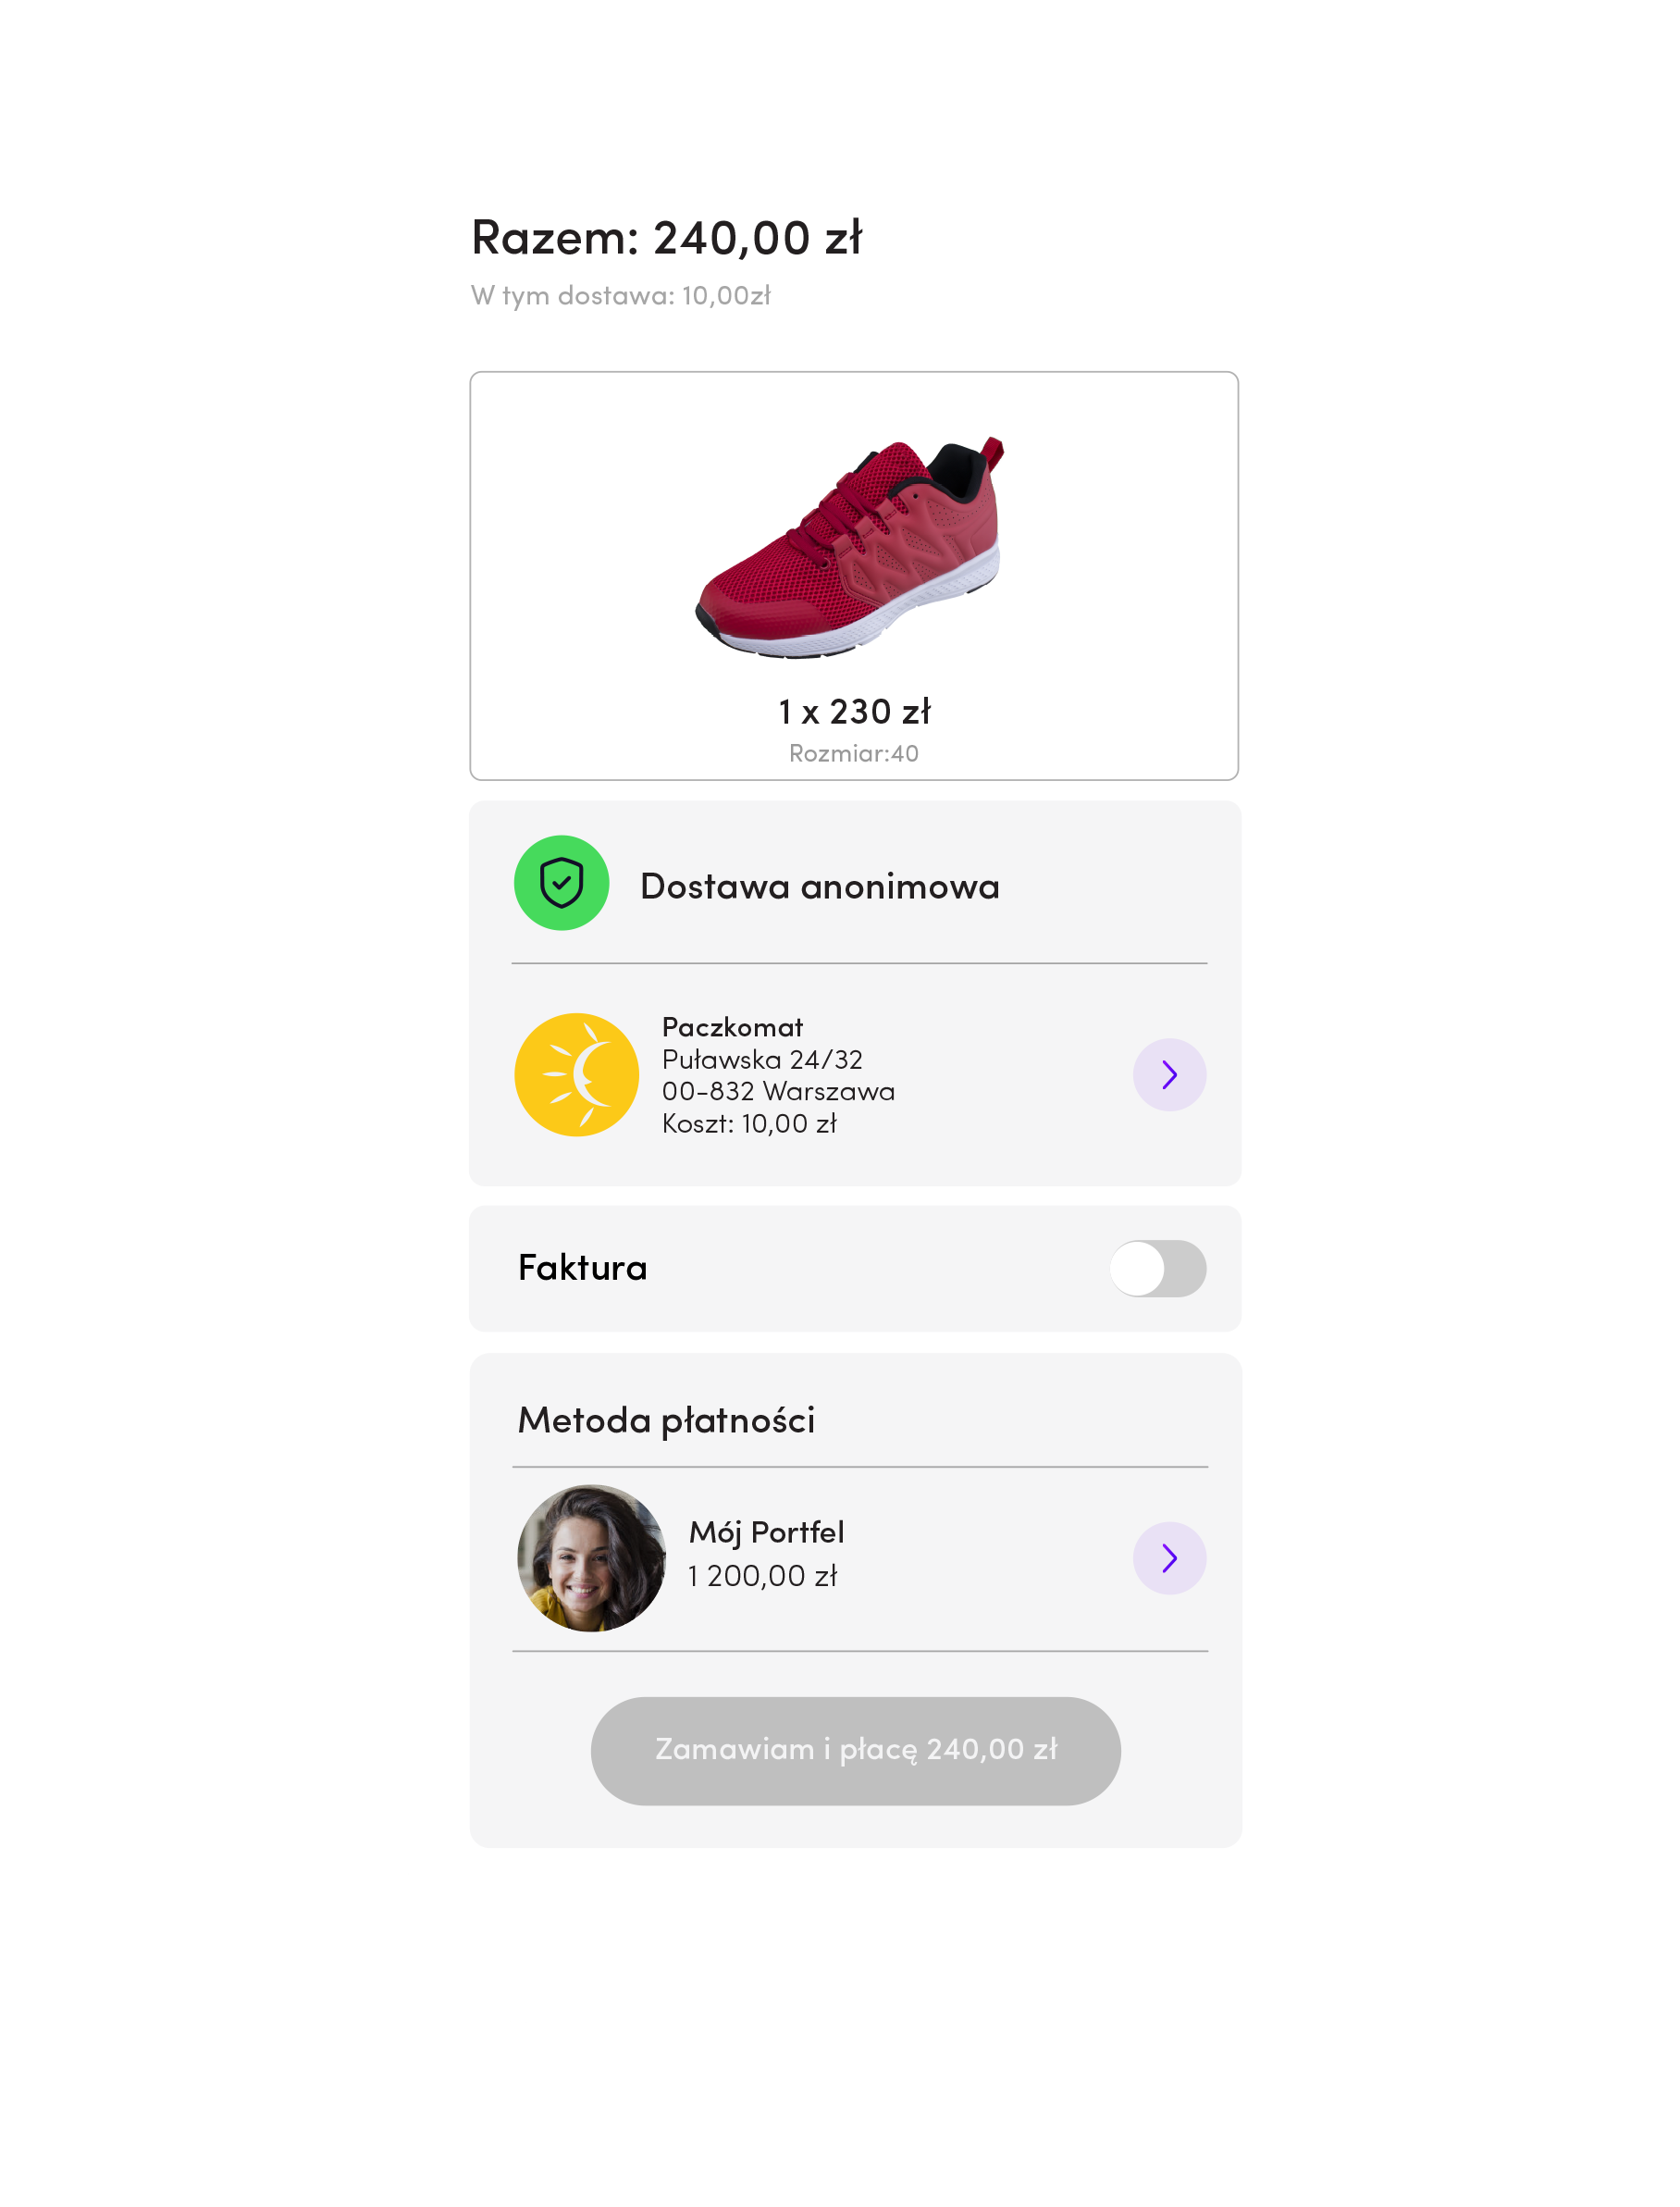 Razem: 240,00 zł
W tym dostawa: 10,00zł
1 x 230 zł
Rozmiar:40
Dostawa anonimowa
Paczkomat
Puławska 24/32
00-832 Warszawa
Koszt: 10,00 zł
Faktura
Metoda płatności
Mój Portfel
1 200,00 zł
Zamawiam i płacę 240,00 zł